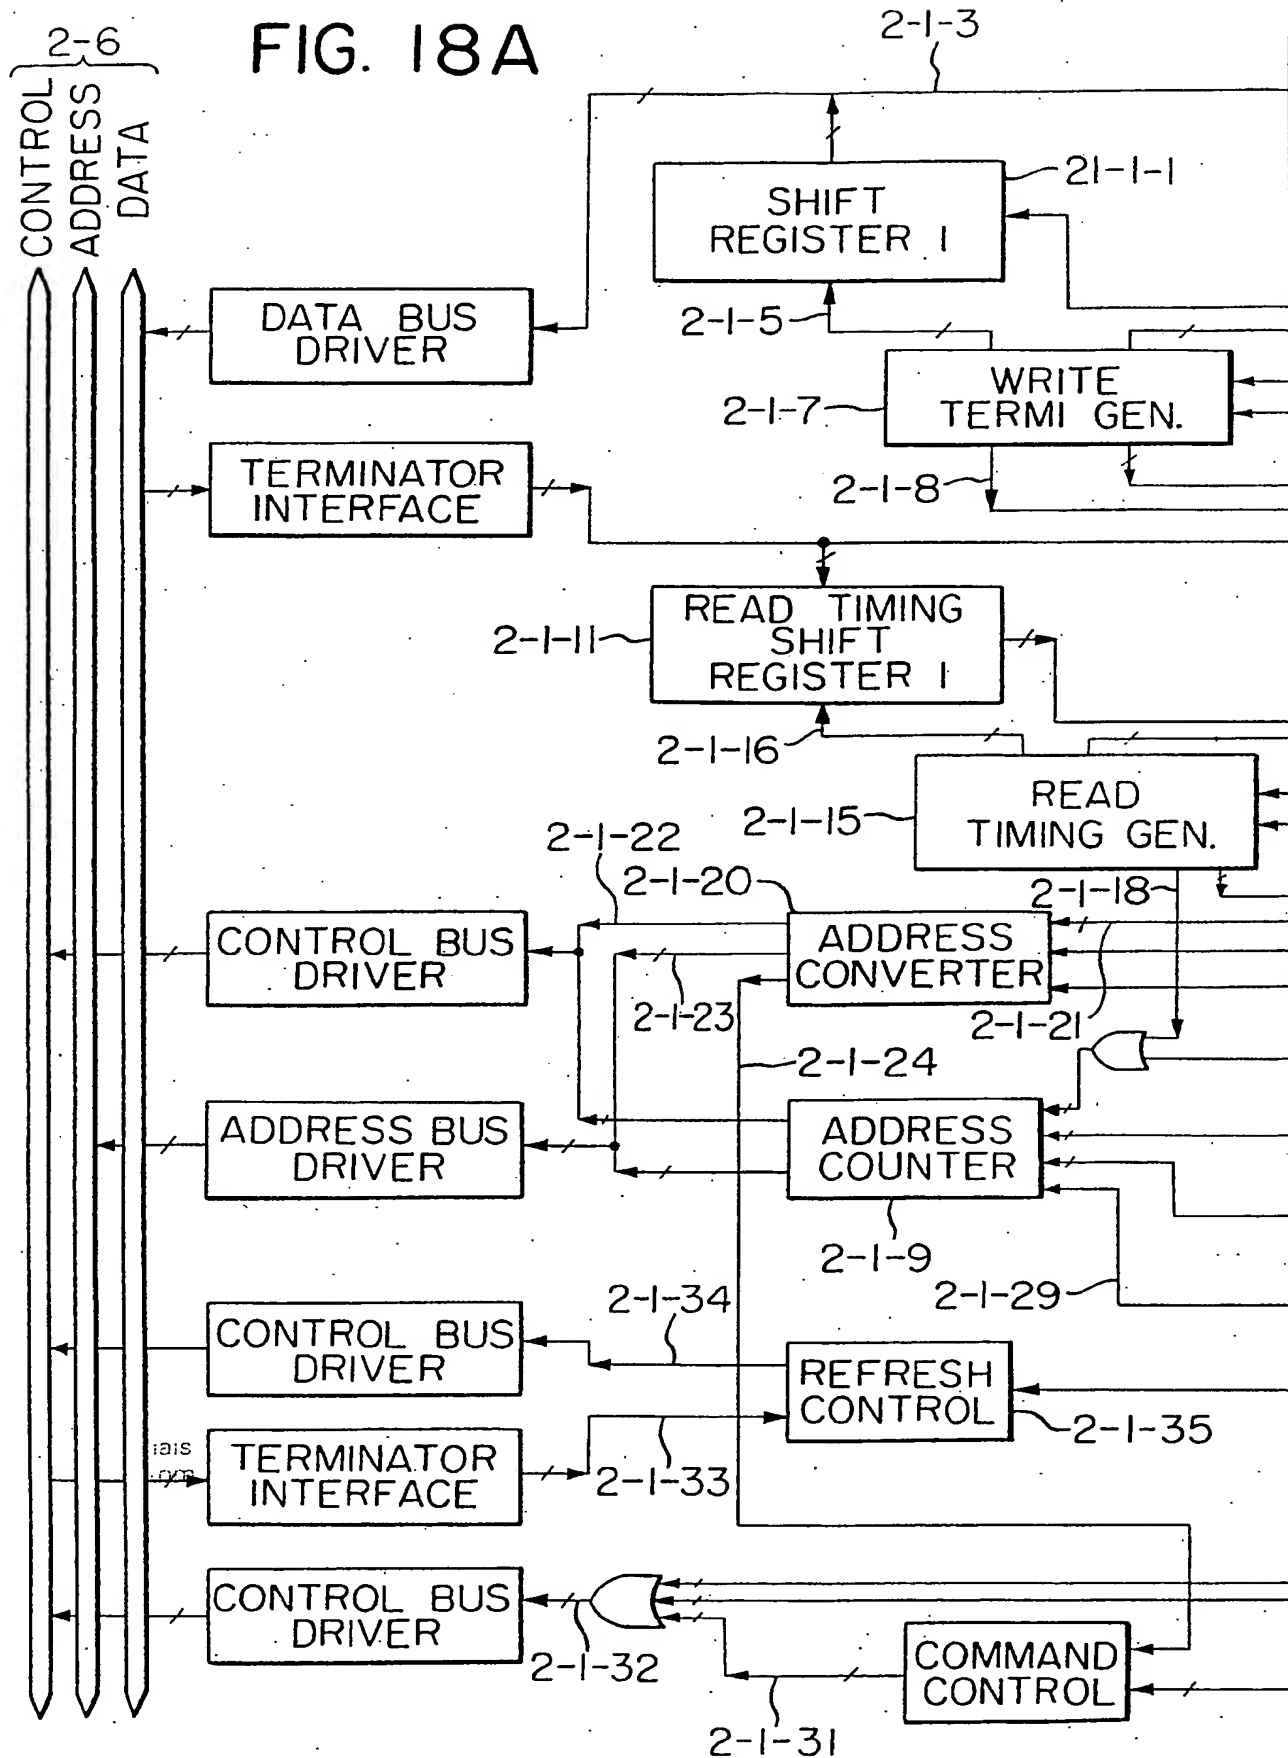 FIG. 18A
2-6
CONTROL
ADDRESS
DATA
2-1-3
21-1-1
SHIFT
REGISTER 1
2-1-5
DATA BUS
DRIVER
WRITE
TERMI GEN.
2-1-7
2-1-8
TERMINATOR
INTERFACE
READ TIMING
SHIFT
REGISTER 1
2-1-11
2-1-16
READ
TIMING GEN.
2-1-15
2-1-22
2-1-20
2-1-18
CONTROL BUS
DRIVER
ADDRESS
CONVERTER
2-1-23
2-1-21
2-1-24
ADDRESS BUS
DRIVER
ADDRESS
COUNTER
2-1-9
2-1-29
2-1-34
CONTROL BUS
DRIVER
REFRESH
CONTROL
2-1-35
TERMINATOR
INTERFACE
2-1-33
CONTROL BUS
DRIVER
2-1-32
COMMAND
CONTROL
2-1-31